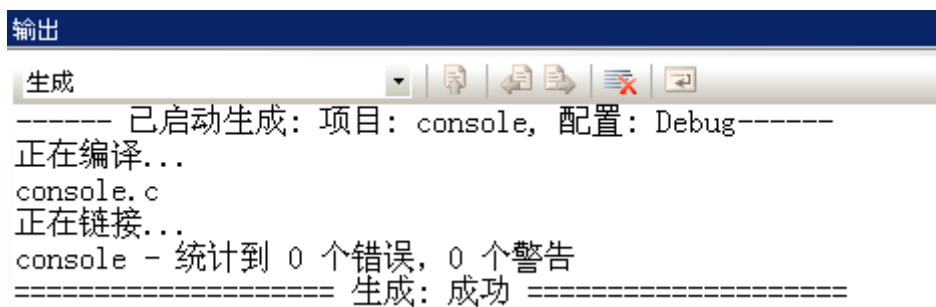 输出
生成
------ 已启动生成: 项目: console, 配置: Debug------
正在编译...
console.c
正在链接...
console - 统计到 0 个错误, 0 个警告
==================== 生成: 成功 ====================